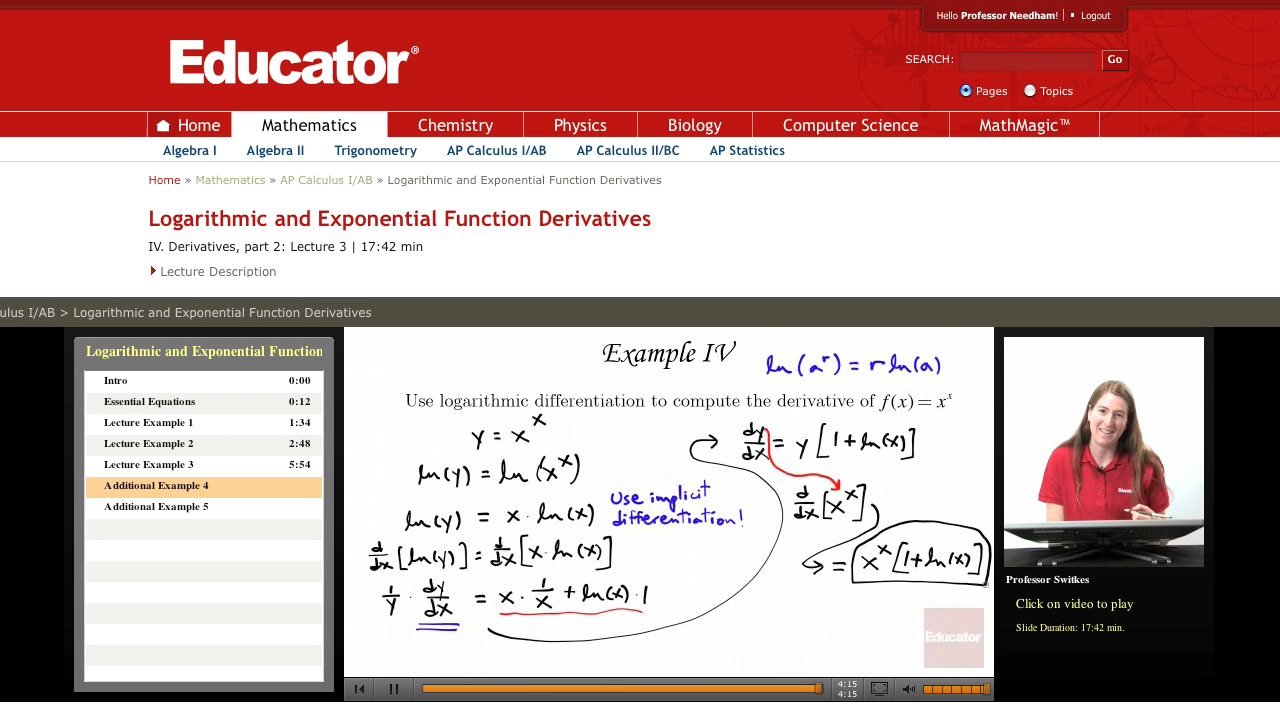 Hello Professor Needham! | Logout
Educator®
SEARCH: Go
Pages Topics
Home Mathematics Chemistry Physics Biology Computer Science MathMagic™
Algebra I Algebra II Trigonometry AP Calculus I/AB AP Calculus II/BC AP Statistics
Home » Mathematics » AP Calculus I/AB » Logarithmic and Exponential Function Derivatives
Logarithmic and Exponential Function Derivatives
IV. Derivatives, part 2: Lecture 3 | 17:42 min
Lecture Description
ulus I/AB > Logarithmic and Exponential Function Derivatives
Logarithmic and Exponential Function
Intro 0:00
Essential Equations 0:12
Lecture Example 1 1:34
Lecture Example 2 2:48
Lecture Example 3 5:54
Additional Example 4
Additional Example 5
Example IV
ln(a^r) = r ln(a)
Use logarithmic differentiation to compute the derivative of f(x) = x^x
y = x^x
ln(y) = ln(x^x)
ln(y) = x · ln(x)
Use implicit
differentiation!
d/dx [ln(y)] = d/dx [x · ln(x)]
1/y · dy/dx = x · 1/x + ln(x) · 1
dy/dx = y [1 + ln(x)]
d/dx [x^x]
= x^x [1 + ln(x)]
Educator
4:15
4:15
Professor Switkes
Click on video to play
Slide Duration: 17:42 min.